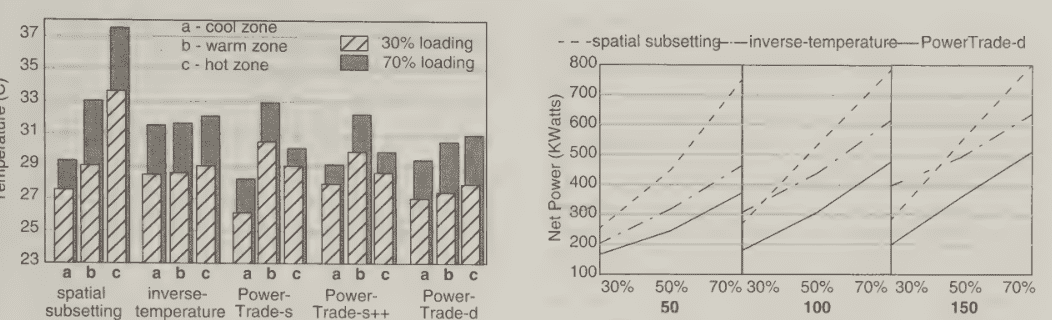 37
35
33
31
29
27
25
23
Temperature (C)
a - cool zone
b - warm zone
c - hot zone
30% loading
70% loading
a b c a b c a b c a b c a b c
spatial subsetting
inverse-temperature
Power-Trade-s
Power-Trade-s++
Power-Trade-d
- - -spatial subsetting—·—inverse-temperature——PowerTrade-d
800
700
600
500
400
300
200
100
Net Power (KWatts)
30% 50% 70% 30% 50% 70% 30% 50% 70%
50 100 150